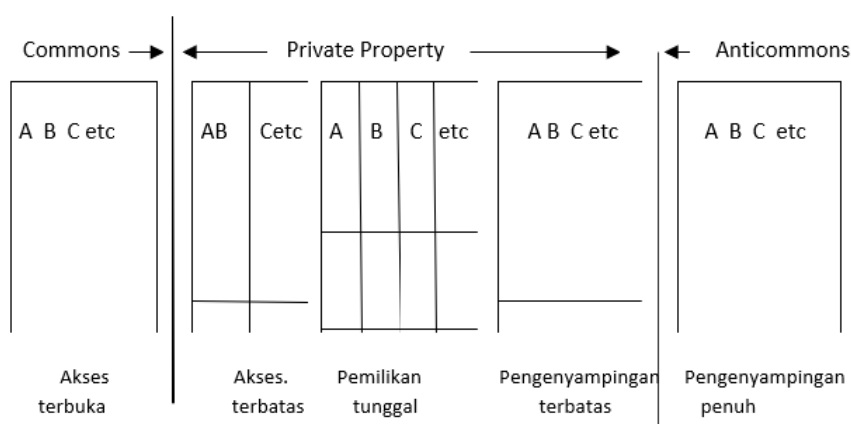 Commons Private Property Anticommons
A B C etc AB Cetc A B C etc A B C etc A B C etc
Akses Akses. Pemilikan Pengenyampingan Pengenyampingan
terbuka terbatas tunggal terbatas penuh